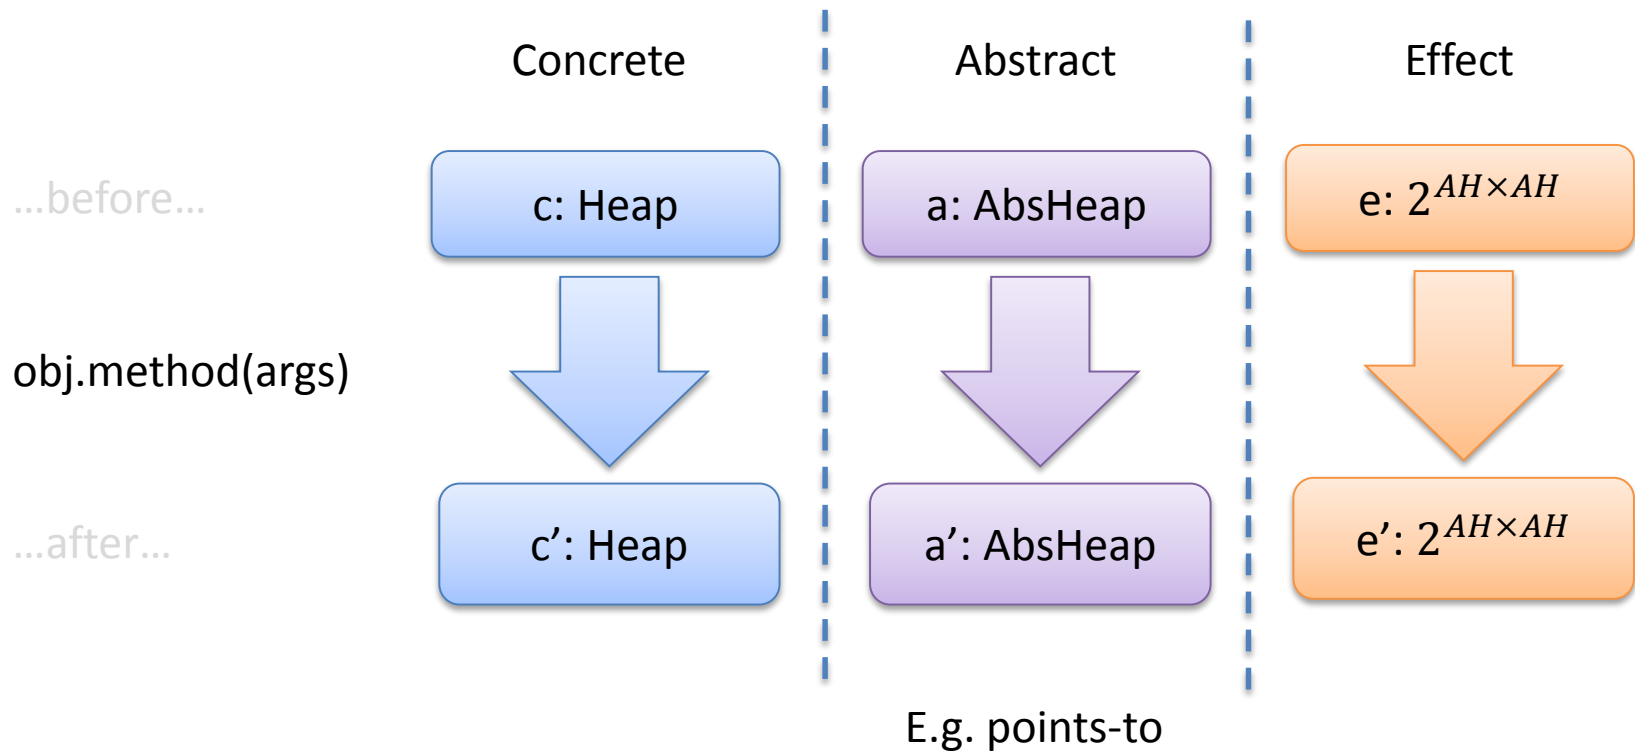 Concrete Abstract Effect
...before... c: Heap a: AbsHeap e: 2^{AH×AH}
obj.method(args)
...after... c’: Heap a’: AbsHeap e’: 2^{AH×AH}
E.g. points-to